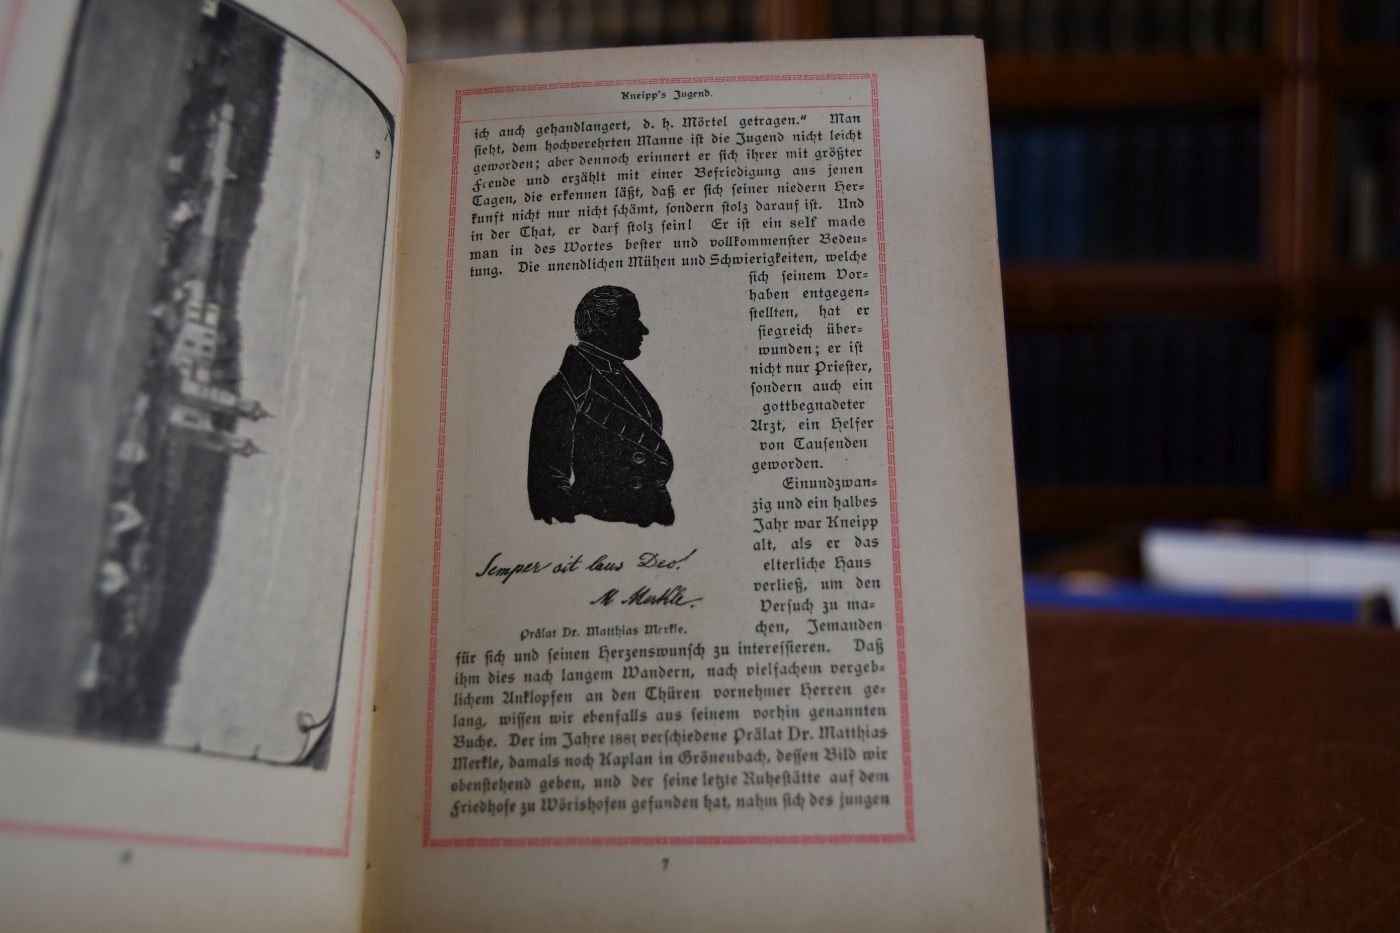 Kneipp's Jugend.
ich auch gehandlangert, d. h. Mörtel getragen.“ Man
sieht, dem hochverehrten Manne ist die Jugend nicht leicht
geworden; aber dennoch erinnert er sich ihrer mit größter
Freude und erzählt mit einer Befriedigung aus jenen
Tagen, die erkennen läßt, daß er sich seiner niedern Her-
kunft nicht nur nicht schämt, sondern stolz darauf ist. Und
in der That, er darf stolz sein! Er ist ein self made
man in des Wortes bester und vollkommenster Bedeu-
tung. Die unendlichen Mühen und Schwierigkeiten, welche
sich seinem Vor-
haben entgegen-
stellten, hat er
siegreich über-
wunden; er ist
nicht nur Priester,
sondern auch ein
gottbegnadeter
Arzt, ein Helfer
von Tausenden
geworden.
Einundzwan-
zig und ein halbes
Jahr war Kneipp
alt, als er das
elterliche Haus
verließ, um den
Versuch zu ma-
chen, Jemanden
Semper sit laus Deo!
M. Merkle.
Prälat Dr. Matthias Merkle.
für sich und seinen Herzenswunsch zu interessieren. Daß
ihm dies nach langem Wandern, nach vielfachem vergeb-
lichem Anklopfen an den Thüren vornehmer Herren ge-
lang, wissen wir ebenfalls aus seinem vorhin genannten
Buche. Der im Jahre 1881 verschiedene Prälat Dr. Matthias
Merkle, damals noch Kaplan in Grönenbach, dessen Bild wir
obenstehend geben, und der seine letzte Ruhestätte auf dem
Friedhofe zu Wörishofen gefunden hat, nahm sich des jungen
7